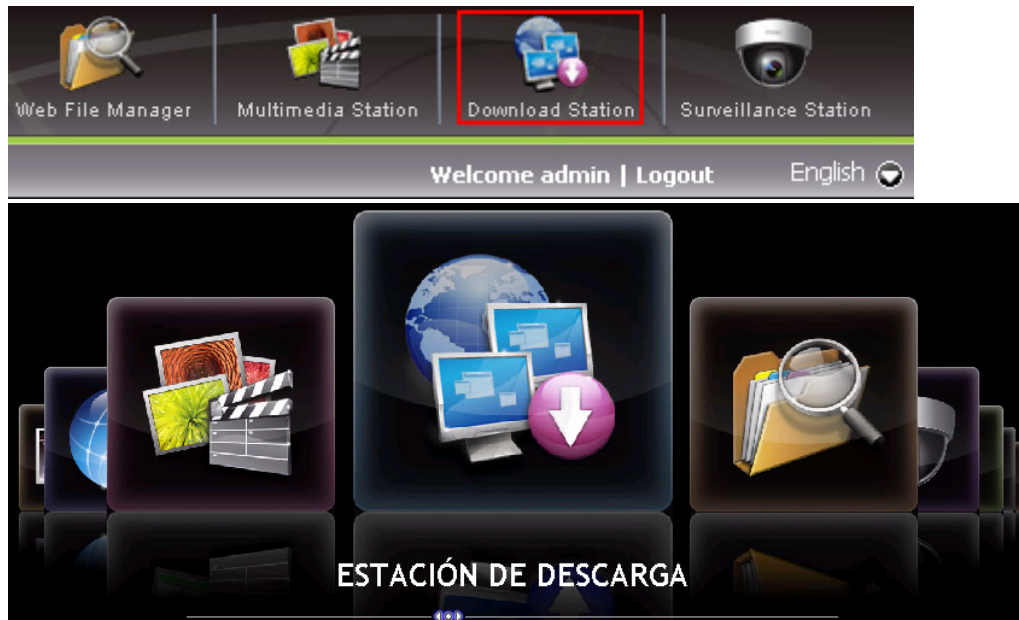 Web File Manager Multimedia Station Download Station Surveillance Station
Welcome admin | Logout English
ESTACIÓN DE DESCARGA